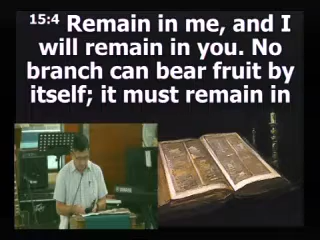 15:4 Remain in me, and I
will remain in you. No
branch can bear fruit by
itself; it must remain in